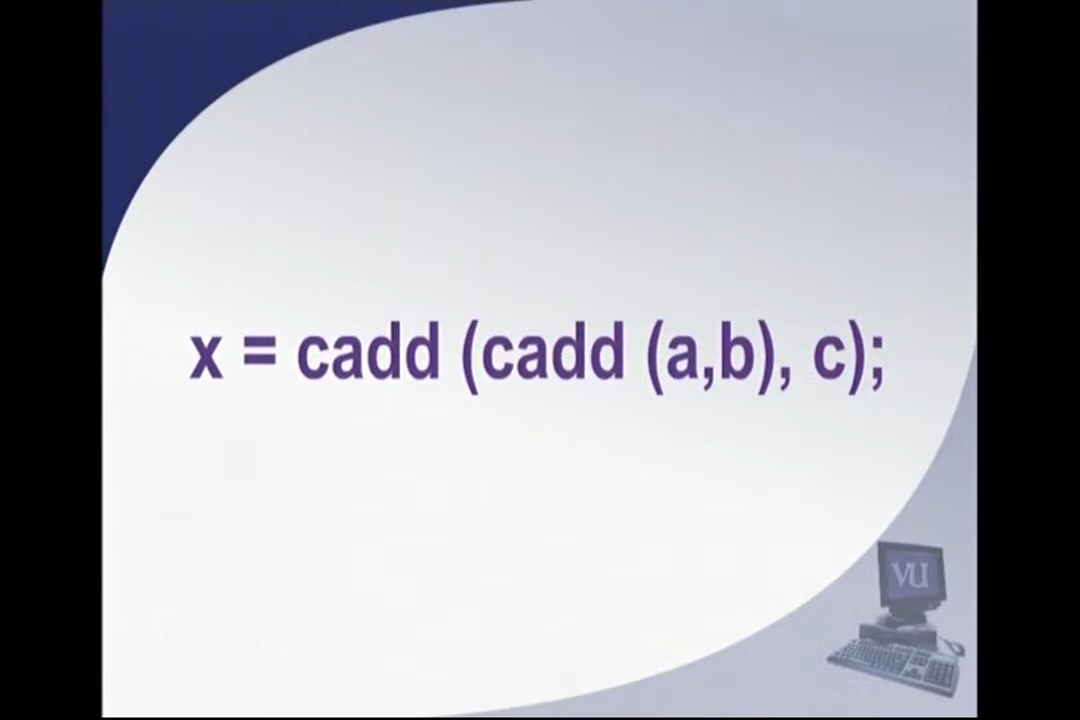 x = cadd (cadd (a,b), c);
VU